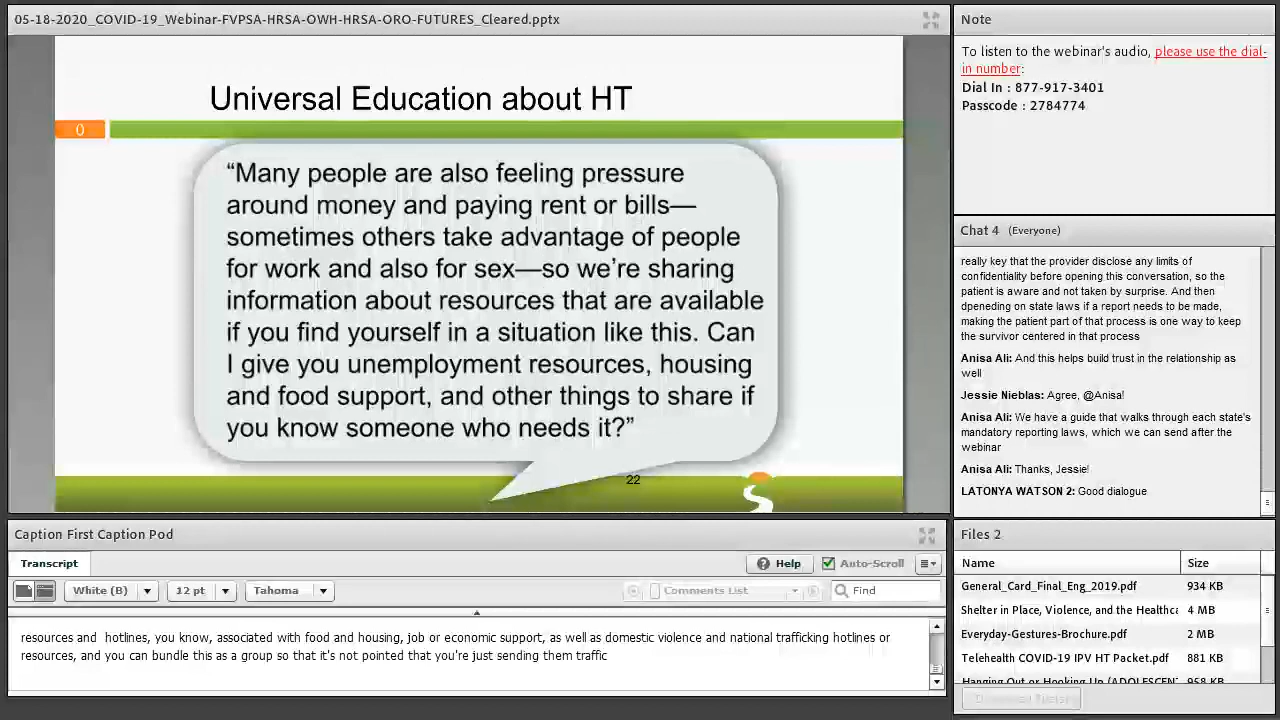 05-18-2020_COVID-19_Webinar-FVPSA-HRSA-OWH-HRSA-ORO-FUTURES_Cleared.pptx
Universal Education about HT
0
“Many people are also feeling pressure
around money and paying rent or bills—
sometimes others take advantage of people
for work and also for sex—so we’re sharing
information about resources that are available
if you find yourself in a situation like this. Can
I give you unemployment resources, housing
and food support, and other things to share if
you know someone who needs it?”
22
Caption First Caption Pod
Transcript
Help
Auto-Scroll
White (B)
12 pt
Tahoma
Comments List
Find
resources and hotlines, you know, associated with food and housing, job or economic support, as well as domestic violence and national trafficking hotlines or
resources, and you can bundle this as a group so that it's not pointed that you're just sending them traffic
Note
To listen to the webinar's audio, please use the dial-
in number:
Dial In : 877-917-3401
Passcode : 2784774
Chat 4 (Everyone)
really key that the provider disclose any limits of
confidentiality before opening this conversation, so the
patient is aware and not taken by surprise. And then
dpeneding on state laws if a report needs to be made,
making the patient part of that process is one way to keep
the survivor centered in that process
Anisa Ali: And this helps build trust in the relationship as
well
Jessie Nieblas: Agree, @Anisa!
Anisa Ali: We have a guide that walks through each state's
mandatory reporting laws, which we can send after the
webinar
Anisa Ali: Thanks, Jessie!
LATONYA WATSON 2: Good dialogue
Files 2
Name Size
General_Card_Final_Eng_2019.pdf 934 KB
Shelter in Place, Violence, and the Healthca 4 MB
Everyday-Gestures-Brochure.pdf 2 MB
Telehealth COVID-19 IPV HT Packet.pdf 881 KB
Hanging Out or Hooking Up (ADOLESCEN 958 KB